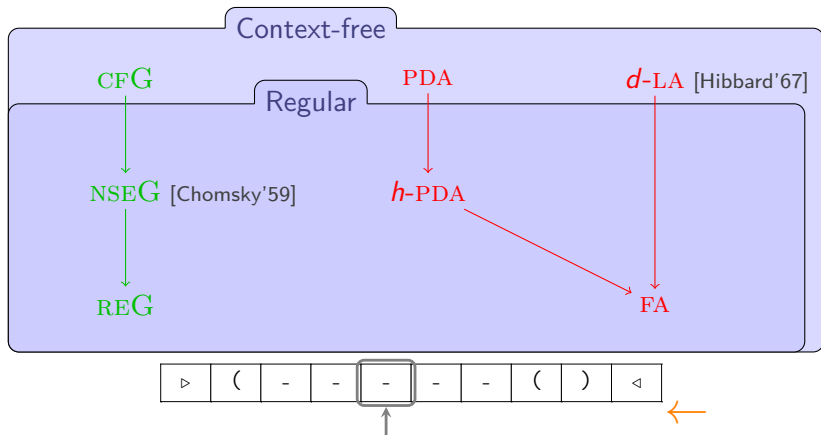 Context-free
CFG PDA d-LA [Hibbard'67]
Regular
NSEG [Chomsky'59] h-PDA
REG FA
▷ ( - - - - - ( ) ◁